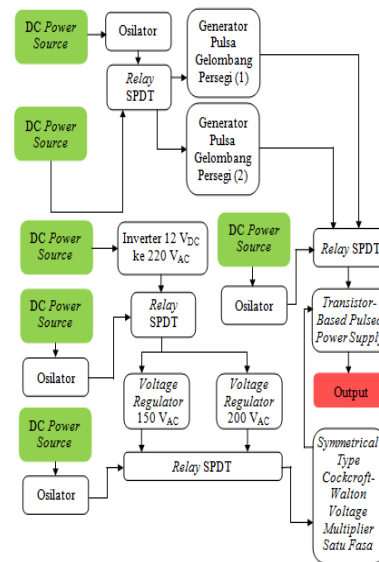 DC Power
Source
Osilator
Generator
Pulsa
Gelombang
Persegi (1)
Relay
SPDT
DC Power
Source
Generator
Pulsa
Gelombang
Persegi (2)
DC Power
Source
Inverter 12 VDC
ke 220 VAC
DC Power
Source
Relay SPDT
DC Power
Source
Relay
SPDT
Osilator
Transistor-
Based Pulsed
Power Supply
Osilator
Voltage
Regulator
150 VAC
Voltage
Regulator
200 VAC
Output
DC Power
Source
Relay SPDT
Osilator
Symmetrical
Type
Cockcroft-
Walton
Voltage
Multiplier
Satu Fasa